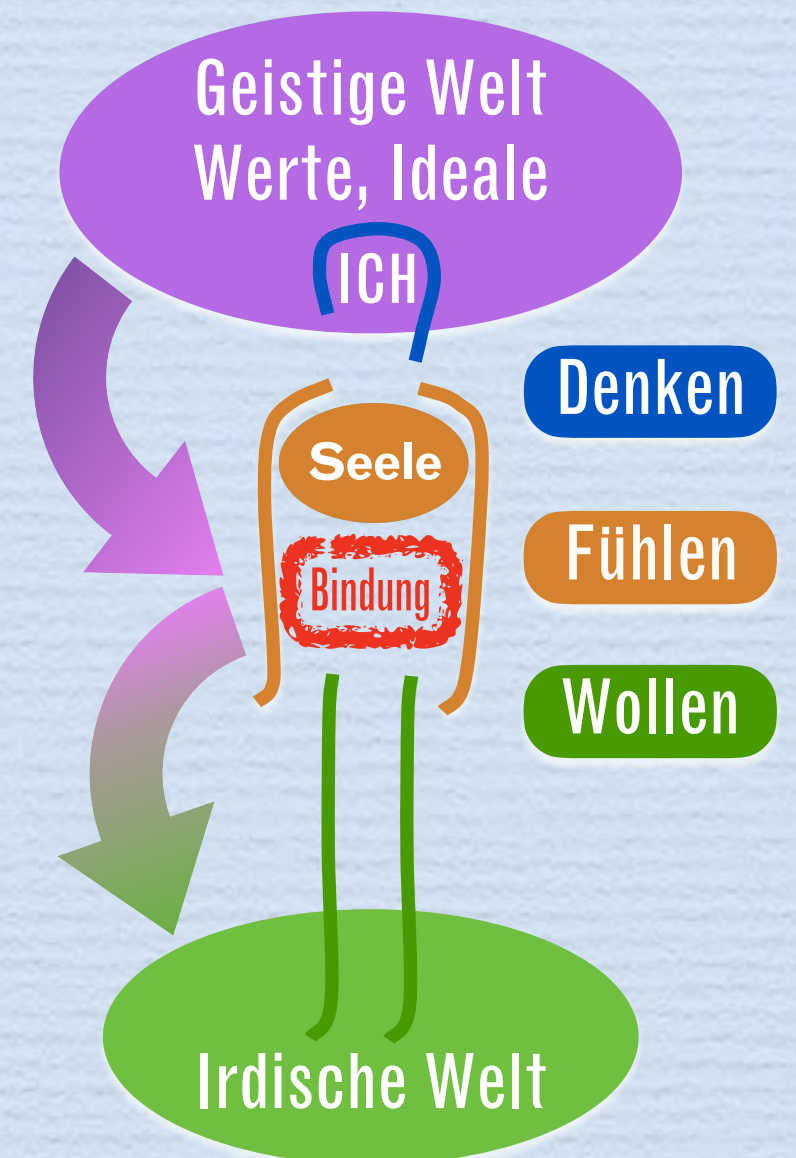 Geistige Welt
Werte, Ideale
ICH
Denken
Seele
Fühlen
Bindung
Wollen
Irdische Welt